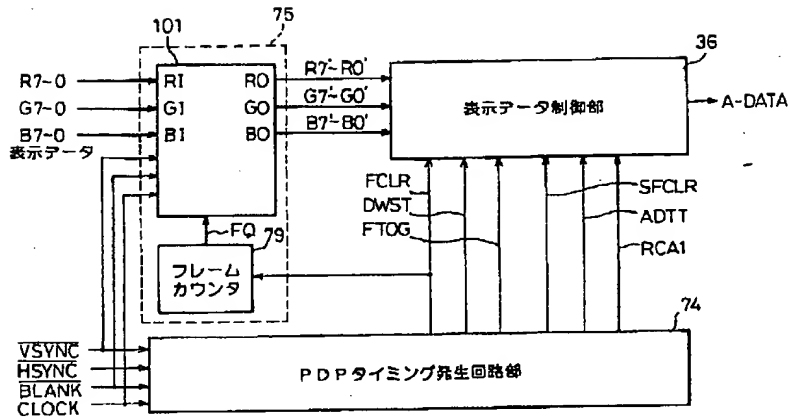 75
101
36
R7~0
G7~0
B7~0
表示データ
RI
GI
BI
RO
GO
BO
R7'~R0'
G7'~G0'
B7'~B0'
表示データ制御部
A-DATA
FCLR
DWST
FTOG
SFCLR
ADTT
RCA1
FQ
79
フレーム
カウンタ
74
VSYNC
HSYNC
BLANK
CLOCK
PDPタイミング発生回路部